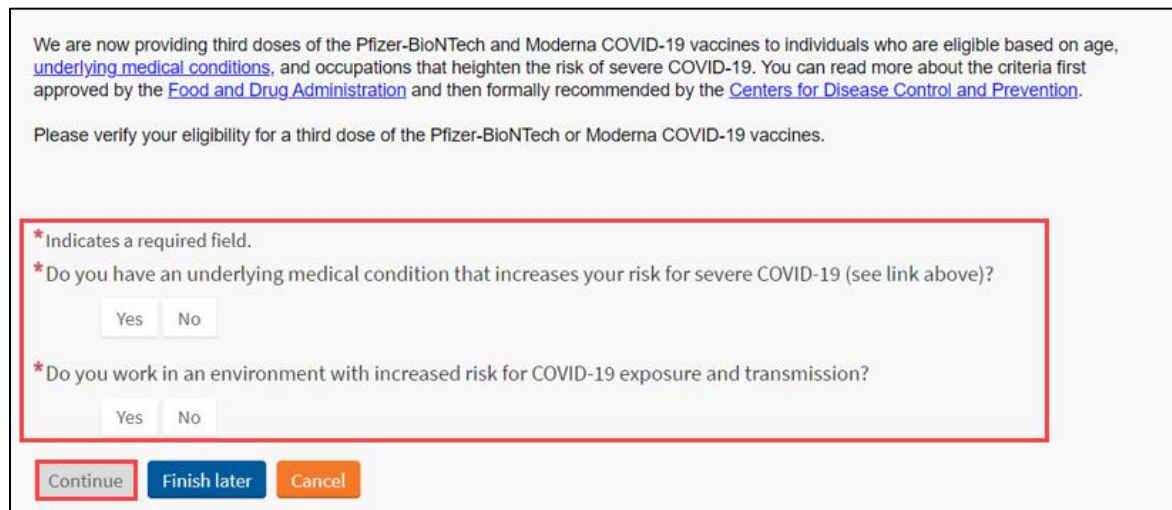 We are now providing third doses of the Pfizer-BioNTech and Moderna COVID-19 vaccines to individuals who are eligible based on age,
underlying medical conditions, and occupations that heighten the risk of severe COVID-19. You can read more about the criteria first
approved by the Food and Drug Administration and then formally recommended by the Centers for Disease Control and Prevention.
Please verify your eligibility for a third dose of the Pfizer-BioNTech or Moderna COVID-19 vaccines.
*Indicates a required field.
*Do you have an underlying medical condition that increases your risk for severe COVID-19 (see link above)?
Yes No
*Do you work in an environment with increased risk for COVID-19 exposure and transmission?
Yes No
Continue Finish later Cancel